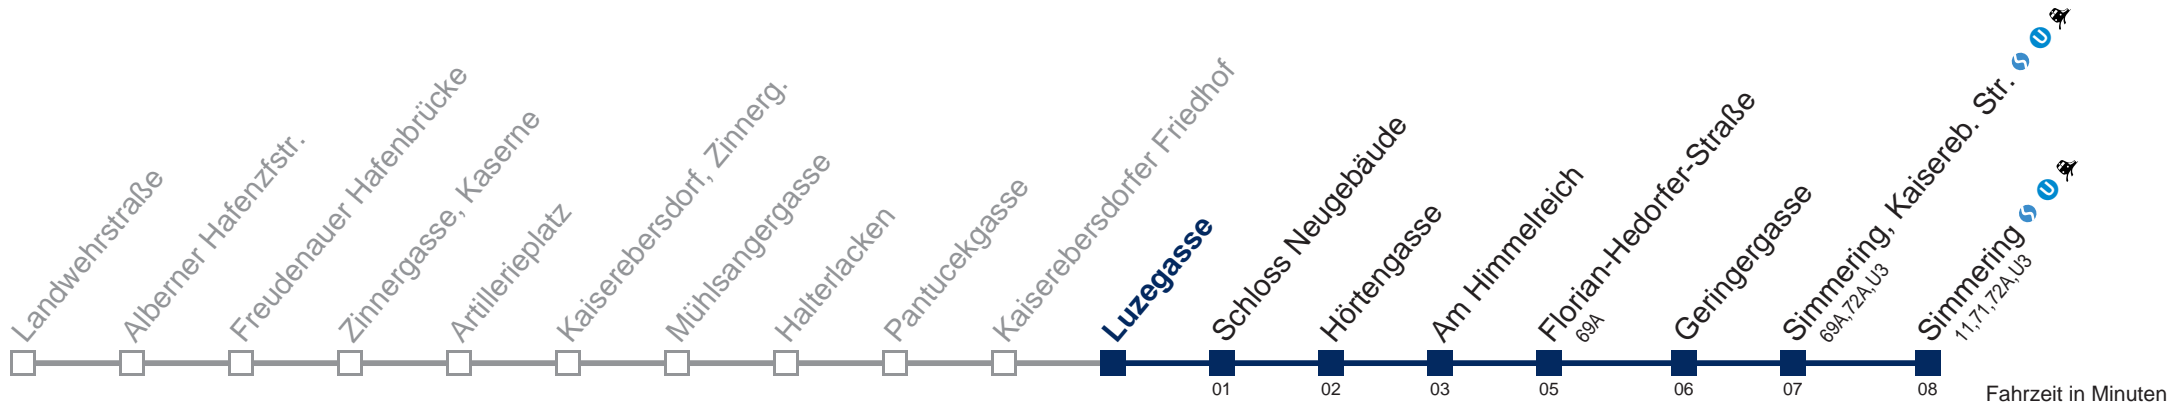 Landwehrstraße
Alberner Hafenzfstr.
Freudenauer Hafenbrücke
Zinnergasse, Kaserne
Artillerieplatz
Kaiserebersdorf, Zinnerg.
Mühlsangergasse
Halterlacken
Pantucekgasse
Kaiserebersdorfer Friedhof
Luzegasse
Schloss Neugebäude
01
Hörtengasse
02
Am Himmelreich
03
Florian-Hedorfer-Straße
69A
05
Geringergasse
06
Simmering, Kaisereb. Str. S U
69A,72A,U3
07
Simmering S U
11,71,72A,U3
08
Fahrzeit in Minuten